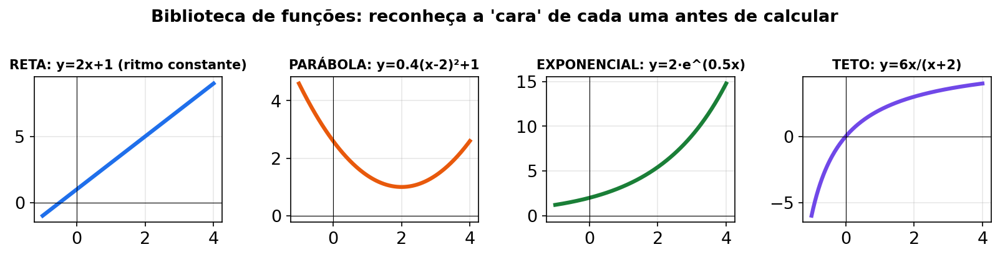 Biblioteca de funções: reconheça a 'cara' de cada uma antes de calcular
RETA: y=2x+1 (ritmo constante)
5
0
0 2 4
PARÁBOLA: y=0.4(x-2)²+1
4
2
0
0 2 4
EXPONENCIAL: y=2·e^(0.5x)
15
10
5
0
0 2 4
TETO: y=6x/(x+2)
0
−5
0 2 4